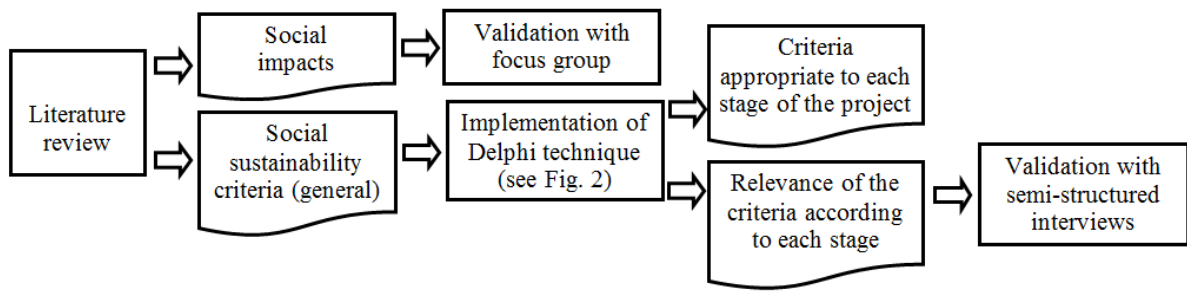 Literature
review
Social
impacts
Validation with
focus group
Social
sustainability
criteria (general)
Implementation of
Delphi technique
(see Fig. 2)
Criteria
appropriate to each
stage of the project
Relevance of the
criteria according
to each stage
Validation with
semi-structured
interviews